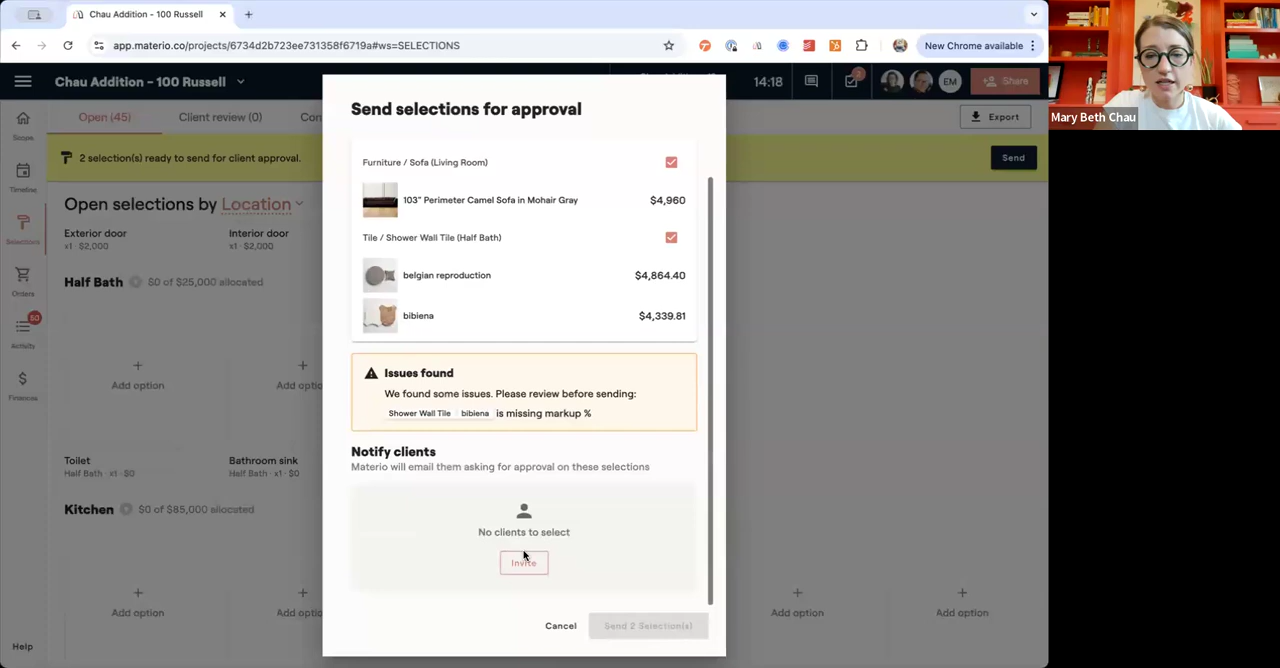 Chau Addition - 100 Russell
app.materio.co/projects/6734d2b723ee731358f6719a#ws=SELECTIONS
New Chrome available
Mary Beth Chau
Chau Addition - 100 Russell
14:18
EM
Share
Open (45)
Client review (0)
Con
Export
2 selection(s) ready to send for client approval.
Send
Scope
Timeline
Selections
Orders
50
Activity
Finances
Help
Open selections by Location
Exterior door
x1 · $2,000
Interior door
x1 · $2,000
Half Bath
$0 of $25,000 allocated
Add option
Add optio
Toilet
Half Bath · x1 · $0
Bathroom sink
Half Bath · x1 · $0
Kitchen
$0 of $85,000 allocated
Add option
Add optio
Add option
Add option
Send selections for approval
Furniture / Sofa (Living Room)
103" Perimeter Camel Sofa in Mohair Gray
$4,960
Tile / Shower Wall Tile (Half Bath)
belgian reproduction
$4,864.40
bibiena
$4,339.81
Issues found
We found some issues. Please review before sending:
Shower Wall Tile bibiena is missing markup %
Notify clients
Materio will email them asking for approval on these selections
No clients to select
Invite
Cancel
Send 2 Selection(s)